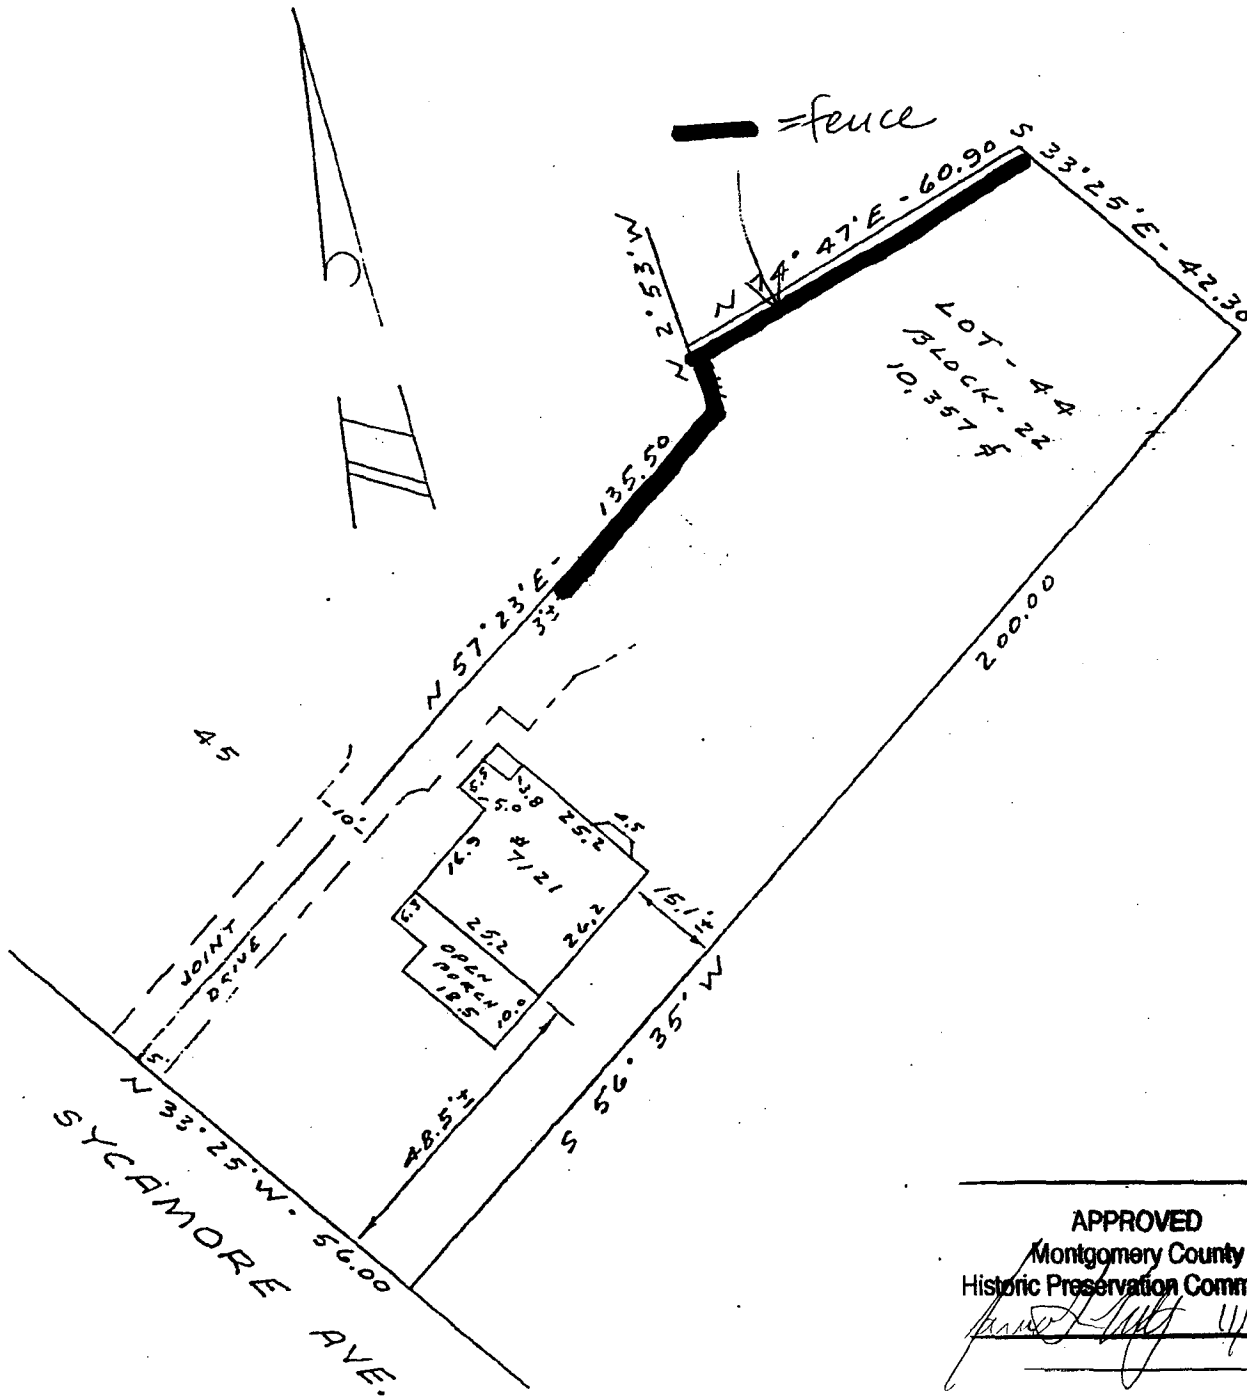 =fence
S 33°25'E - 42.30
N 74° 47'E - 60.90
N 2° 53' W
LOT - 44
BLOCK - 22
10,357
135.50
N 57° 23'E -
3'±
200.00
45
-10'-
5.0
3.8
25.2
4.5
#7121
16.9
15.1'±
6.3
25.2
26.2
OPEN
PORCH
18.5
10.0
JOINT
DRIVE
5'
S 56° 35' W
48.5'±
N 33° 25' W - 56.00
SYCAMORE AVE.
APPROVED
Montgomery County
Historic Preservation Comm